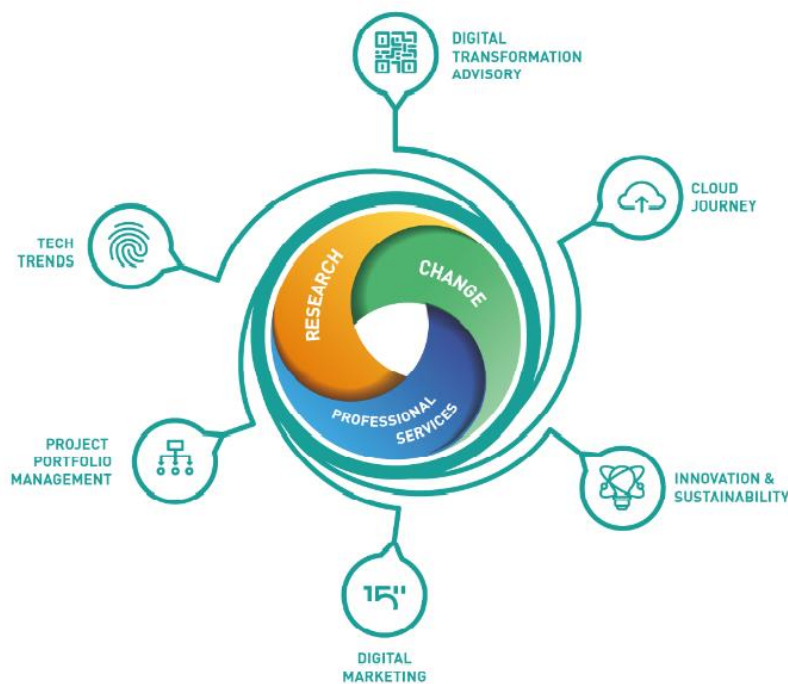 DIGITAL
TRANSFORMATION
ADVISORY
CLOUD
JOURNEY
TECH
TRENDS
RESEARCH
CHANGE
PROFESSIONAL
SERVICES
PROJECT
PORTFOLIO
MANAGEMENT
INNOVATION &
SUSTAINABILITY
15"
DIGITAL
MARKETING